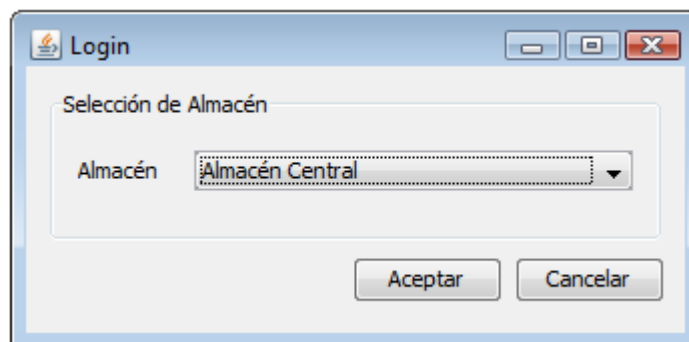 Login
Selección de Almacén
Almacén Almacén Central
Aceptar Cancelar